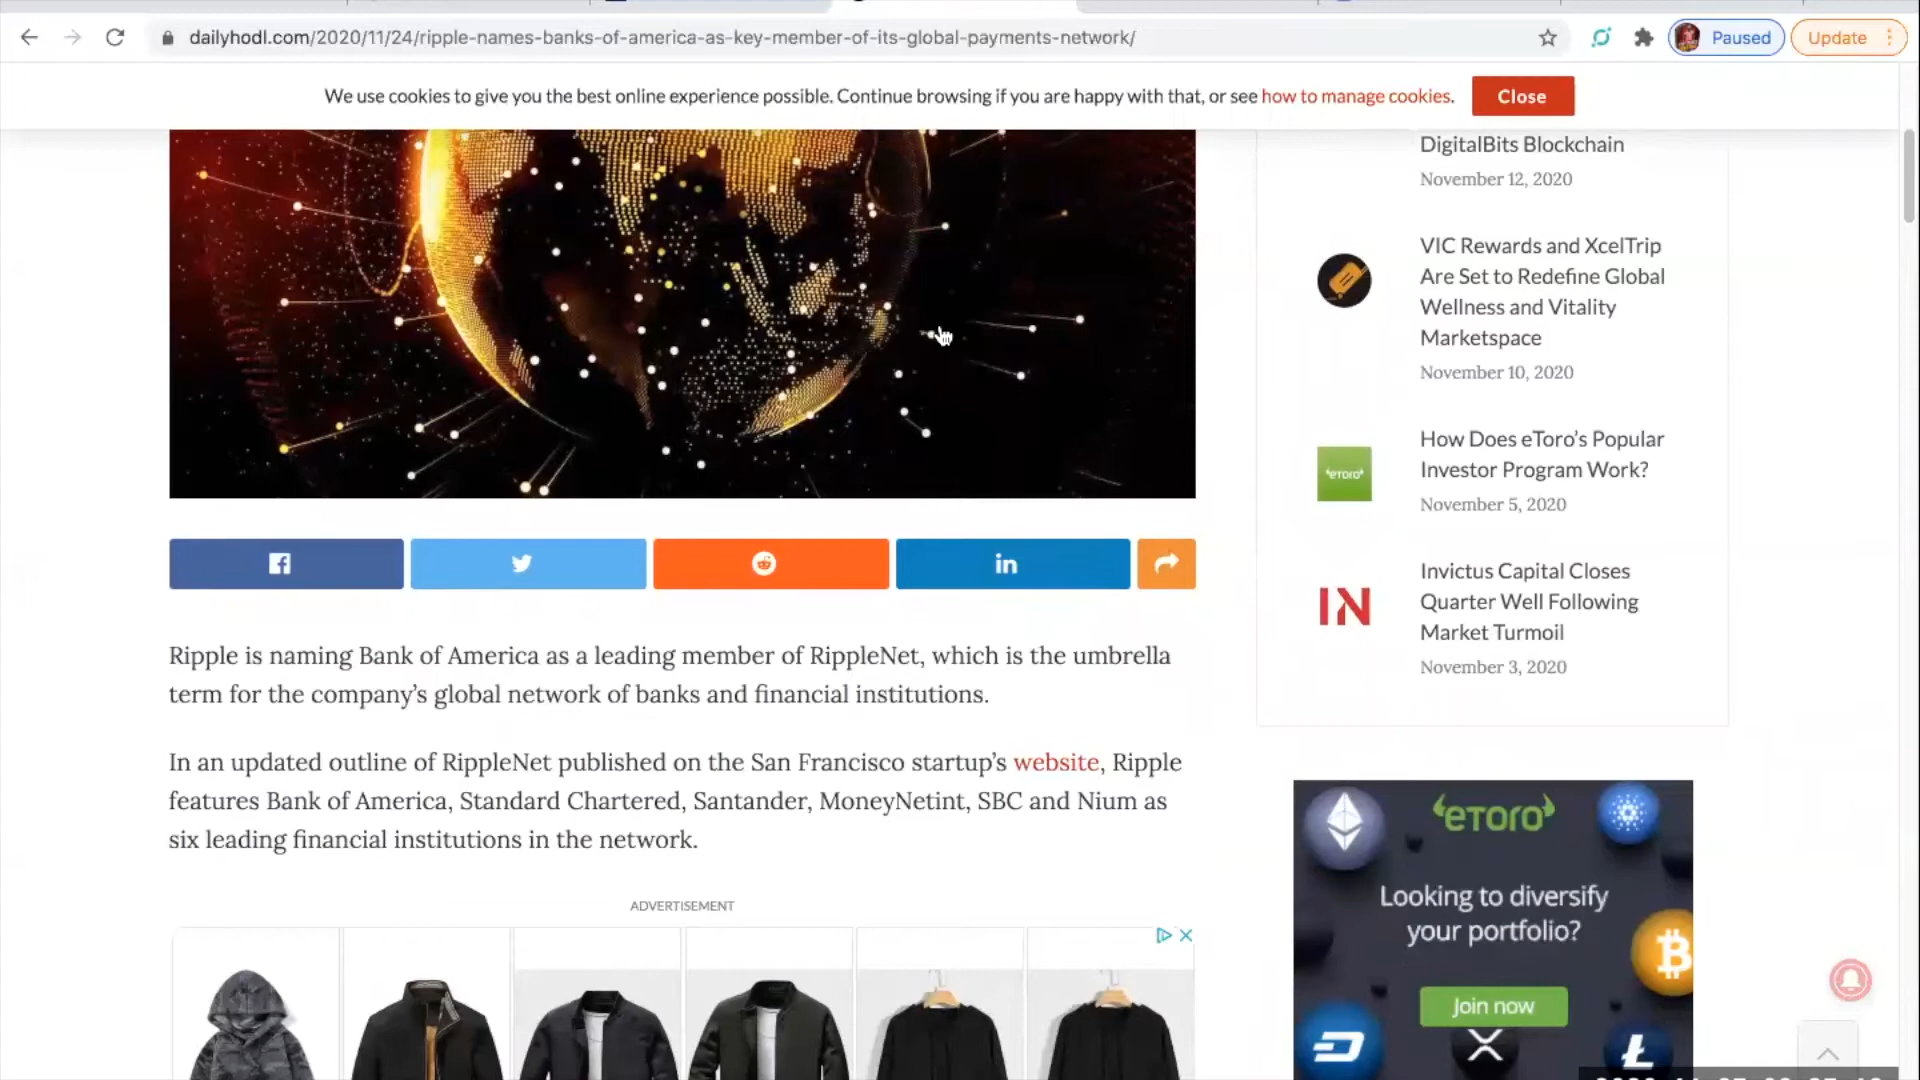 dailyhodl.com/2020/11/24/ripple-names-banks-of-america-as-key-member-of-its-global-payments-network/
Paused
Update
We use cookies to give you the best online experience possible. Continue browsing if you are happy with that, or see how to manage cookies.
Close
DigitalBits Blockchain
November 12, 2020
VIC Rewards and XcelTrip
Are Set to Redefine Global
Wellness and Vitality
Marketspace
November 10, 2020
eTORO
How Does eToro's Popular
Investor Program Work?
November 5, 2020
IN
Invictus Capital Closes
Quarter Well Following
Market Turmoil
November 3, 2020
in
Ripple is naming Bank of America as a leading member of RippleNet, which is the umbrella
term for the company's global network of banks and financial institutions.
In an updated outline of RippleNet published on the San Francisco startup's website, Ripple
features Bank of America, Standard Chartered, Santander, MoneyNetint, SBC and Nium as
six leading financial institutions in the network.
ADVERTISEMENT
eTORO
Looking to diversify
your portfolio?
Join now